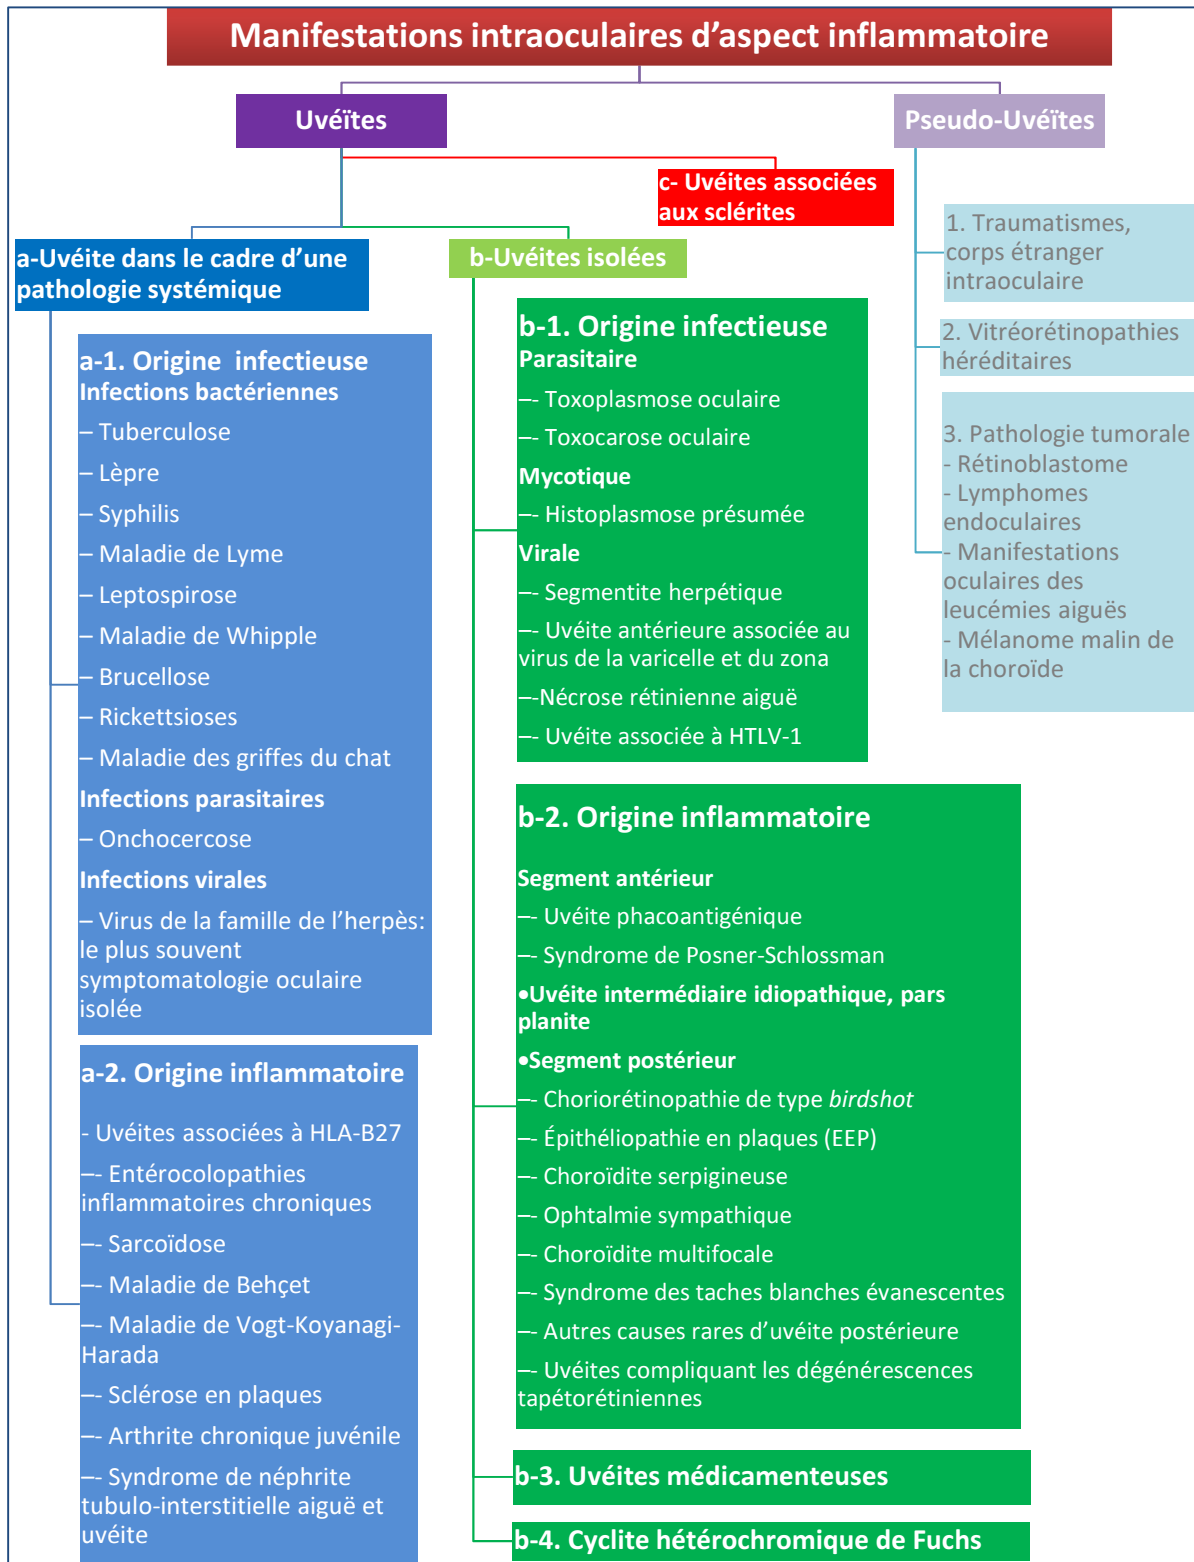 Manifestations intraoculaires d’aspect inflammatoire
Uvéïtes
Pseudo-Uvéïtes
c- Uvéites associées
aux sclérites
a-Uvéite dans le cadre d’une
pathologie systémique
b-Uvéites isolées
1. Traumatismes,
corps étranger
intraoculaire
2. Vitréorétinopathies
héréditaires
3. Pathologie tumorale
- Rétinoblastome
- Lymphomes
endoculaires
- Manifestations
oculaires des
leucémies aiguës
- Mélanome malin de
la choroïde
a-1. Origine infectieuse
Infections bactériennes
– Tuberculose
– Lèpre
– Syphilis
– Maladie de Lyme
– Leptospirose
– Maladie de Whipple
– Brucellose
– Rickettsioses
– Maladie des griffes du chat
Infections parasitaires
– Onchocercose
Infections virales
– Virus de la famille de l’herpès:
le plus souvent
symptomatologie oculaire
isolée
a-2. Origine inflammatoire
- Uvéites associées à HLA-B27
–- Entérocolopathies
inflammatoires chroniques
–- Sarcoïdose
–- Maladie de Behçet
–- Maladie de Vogt-Koyanagi-
Harada
–- Sclérose en plaques
–- Arthrite chronique juvénile
–- Syndrome de néphrite
tubulo-interstitielle aiguë et
uvéite
b-1. Origine infectieuse
Parasitaire
–- Toxoplasmose oculaire
–- Toxocarose oculaire
Mycotique
–- Histoplasmose présumée
Virale
–- Segmentite herpétique
–- Uvéite antérieure associée au
virus de la varicelle et du zona
–-Nécrose rétinienne aiguë
–- Uvéite associée à HTLV-1
b-2. Origine inflammatoire
Segment antérieur
–- Uvéite phacoantigénique
–- Syndrome de Posner-Schlossman
•Uvéite intermédiaire idiopathique, pars
planite
•Segment postérieur
–- Choriorétinopathie de type birdshot
–- Épithéliopathie en plaques (EEP)
–- Choroïdite serpigineuse
–- Ophtalmie sympathique
–- Choroïdite multifocale
–- Syndrome des taches blanches évanescentes
–- Autres causes rares d’uvéite postérieure
–- Uvéites compliquant les dégénérescences
tapétorétiniennes
b-3. Uvéites médicamenteuses
b-4. Cyclite hétérochromique de Fuchs